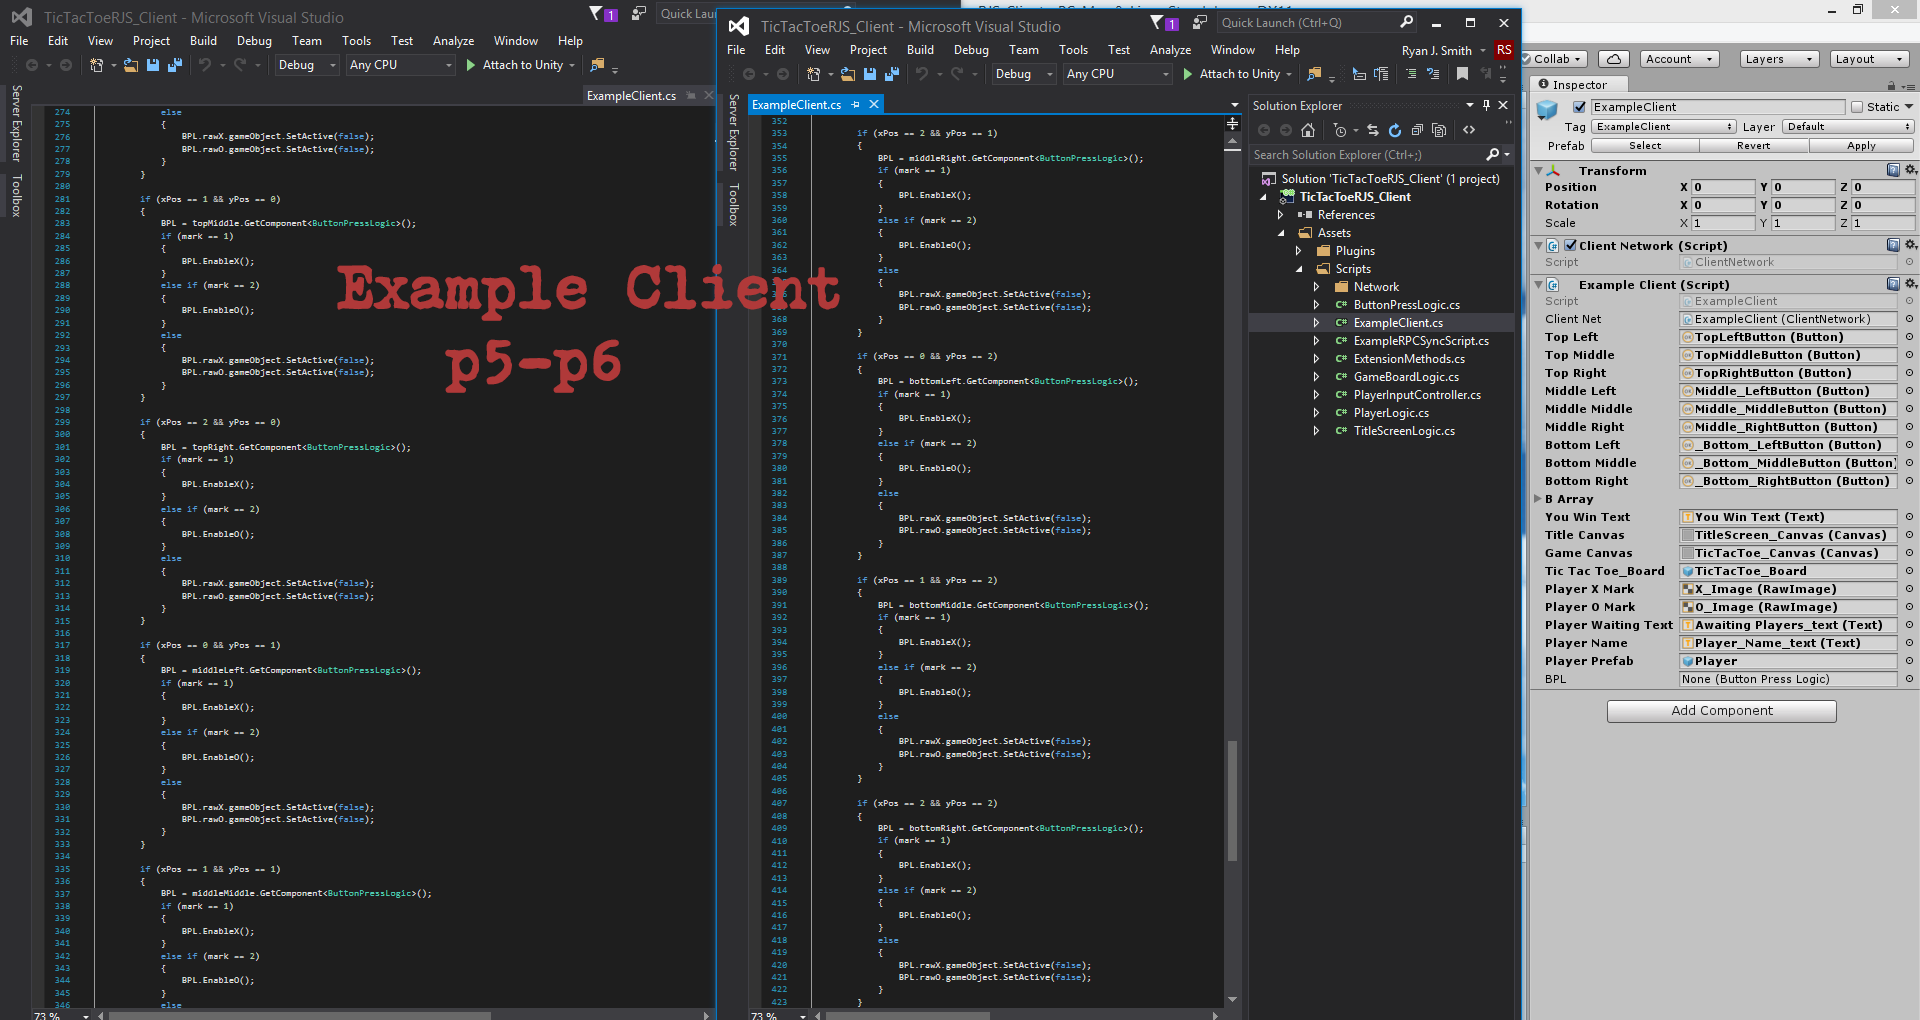 TicTacToeRJS_Client - Microsoft Visual Studio
1
Quick Laun
File Edit View Project Build Debug Team Tools Test Analyze Window Help
Debug Any CPU Attach to Unity
Server Explorer
Toolbox
ExampleClient.cs
274 else
275 {
276 BPL.rawX.gameObject.SetActive(false);
277 BPL.rawO.gameObject.SetActive(false);
278 }
279 }
280
281 if (xPos == 1 && yPos == 0)
282 {
283 BPL = topMiddle.GetComponent<ButtonPressLogic>();
284 if (mark == 1)
285 {
286 BPL.EnableX();
287 }
288 else if (mark == 2)
289 {
290 BPL.EnableO();
291 }
292 else
293 {
294 BPL.rawX.gameObject.SetActive(false);
295 BPL.rawO.gameObject.SetActive(false);
296 }
297 }
298
299 if (xPos == 2 && yPos == 0)
300 {
301 BPL = topRight.GetComponent<ButtonPressLogic>();
302 if (mark == 1)
303 {
304 BPL.EnableX();
305 }
306 else if (mark == 2)
307 {
308 BPL.EnableO();
309 }
310 else
311 {
312 BPL.rawX.gameObject.SetActive(false);
313 BPL.rawO.gameObject.SetActive(false);
314 }
315 }
316
317 if (xPos == 0 && yPos == 1)
318 {
319 BPL = middleLeft.GetComponent<ButtonPressLogic>();
320 if (mark == 1)
321 {
322 BPL.EnableX();
323 }
324 else if (mark == 2)
325 {
326 BPL.EnableO();
327 }
328 else
329 {
330 BPL.rawX.gameObject.SetActive(false);
331 BPL.rawO.gameObject.SetActive(false);
332 }
333 }
334
335 if (xPos == 1 && yPos == 1)
336 {
337 BPL = middleMiddle.GetComponent<ButtonPressLogic>();
338 if (mark == 1)
339 {
340 BPL.EnableX();
341 }
342 else if (mark == 2)
343 {
344 BPL.EnableO();
345 }
346 else
73 %
Example Client
p5-p6
TicTacToeRJS_Client - Microsoft Visual Studio
1
Quick Launch (Ctrl+Q)
File Edit View Project Build Debug Team Tools Test Analyze Window Help
Ryan J. Smith RS
Debug Any CPU Attach to Unity
Server Explorer
Toolbox
ExampleClient.cs
352
353 if (xPos == 2 && yPos == 1)
354 {
355 BPL = middleRight.GetComponent<ButtonPressLogic>();
356 if (mark == 1)
357 {
358 BPL.EnableX();
359 }
360 else if (mark == 2)
361 {
362 BPL.EnableO();
363 }
364 else
{
BPL.rawX.gameObject.SetActive(false);
BPL.rawO.gameObject.SetActive(false);
368 }
369 }
370
371 if (xPos == 0 && yPos == 2)
372 {
373 BPL = bottomLeft.GetComponent<ButtonPressLogic>();
374 if (mark == 1)
375 {
376 BPL.EnableX();
377 }
378 else if (mark == 2)
379 {
380 BPL.EnableO();
381 }
382 else
383 {
384 BPL.rawX.gameObject.SetActive(false);
385 BPL.rawO.gameObject.SetActive(false);
386 }
387 }
388
389 if (xPos == 1 && yPos == 2)
390 {
391 BPL = bottomMiddle.GetComponent<ButtonPressLogic>();
392 if (mark == 1)
393 {
394 BPL.EnableX();
395 }
396 else if (mark == 2)
397 {
398 BPL.EnableO();
399 }
400 else
401 {
402 BPL.rawX.gameObject.SetActive(false);
403 BPL.rawO.gameObject.SetActive(false);
404 }
405 }
406
407 if (xPos == 2 && yPos == 2)
408 {
409 BPL = bottomRight.GetComponent<ButtonPressLogic>();
410 if (mark == 1)
411 {
412 BPL.EnableX();
413 }
414 else if (mark == 2)
415 {
416 BPL.EnableO();
417 }
418 else
419 {
420 BPL.rawX.gameObject.SetActive(false);
421 BPL.rawO.gameObject.SetActive(false);
422 }
423 }
73 %
Solution Explorer
Search Solution Explorer (Ctrl+;)
Solution 'TicTacToeRJS_Client' (1 project)
TicTacToeRJS_Client
References
Assets
Plugins
Scripts
Network
C# ButtonPressLogic.cs
C# ExampleClient.cs
C# ExampleRPCSyncScript.cs
C# ExtensionMethods.cs
C# GameBoardLogic.cs
C# PlayerInputController.cs
C# PlayerLogic.cs
C# TitleScreenLogic.cs
Collab Account Layers Layout
Inspector
ExampleClient Static
Tag ExampleClient Layer Default
Prefab Select Revert Apply
Transform
Position X 0 Y 0 Z 0
Rotation X 0 Y 0 Z 0
Scale X 1 Y 1 Z 1
Client Network (Script)
Script ClientNetwork
Example Client (Script)
Script ExampleClient
Client Net ExampleClient (ClientNetwork)
Top Left TopLeftButton (Button)
Top Middle TopMiddleButton (Button)
Top Right TopRightButton (Button)
Middle Left Middle_LeftButton (Button)
Middle Middle Middle_MiddleButton (Button)
Middle Right Middle_RightButton (Button)
Bottom Left _Bottom_LeftButton (Button)
Bottom Middle _Bottom_MiddleButton (Button)
Bottom Right _Bottom_RightButton (Button)
B Array
You Win Text You Win Text (Text)
Title Canvas TitleScreen_Canvas (Canvas)
Game Canvas TicTacToe_Canvas (Canvas)
Tic Tac Toe_Board TicTacToe_Board
Player X Mark X_Image (RawImage)
Player O Mark O_Image (RawImage)
Player Waiting Text Awaiting Players_text (Text)
Player Name Player_Name_text (Text)
Player Prefab Player
BPL None (Button Press Logic)
Add Component